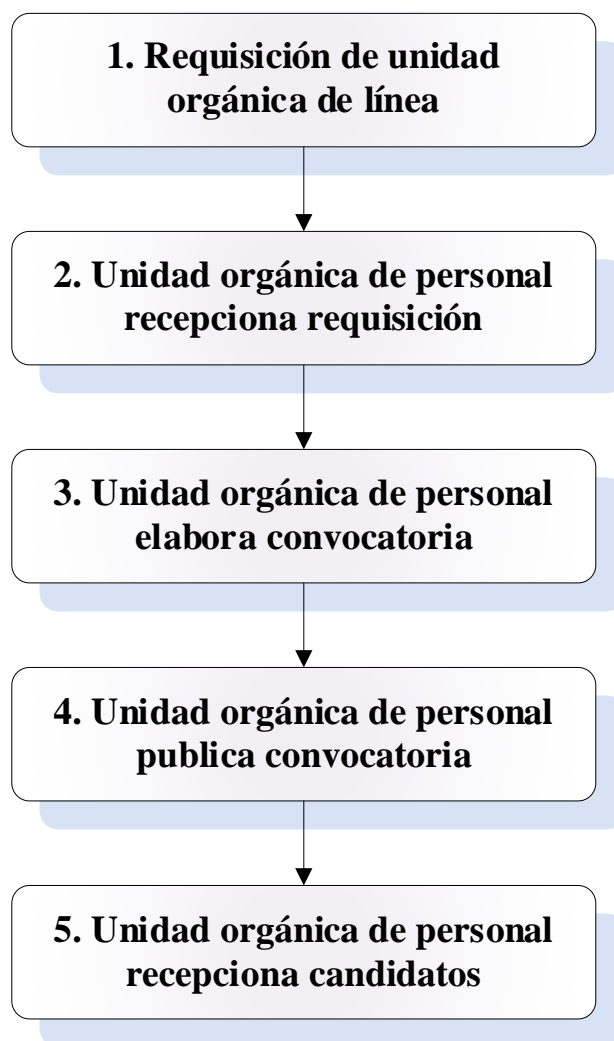 1. Requisición de unidad
orgánica de línea
2. Unidad orgánica de personal
recepciona requisición
3. Unidad orgánica de personal
elabora convocatoria
4. Unidad orgánica de personal
publica convocatoria
5. Unidad orgánica de personal
recepciona candidatos